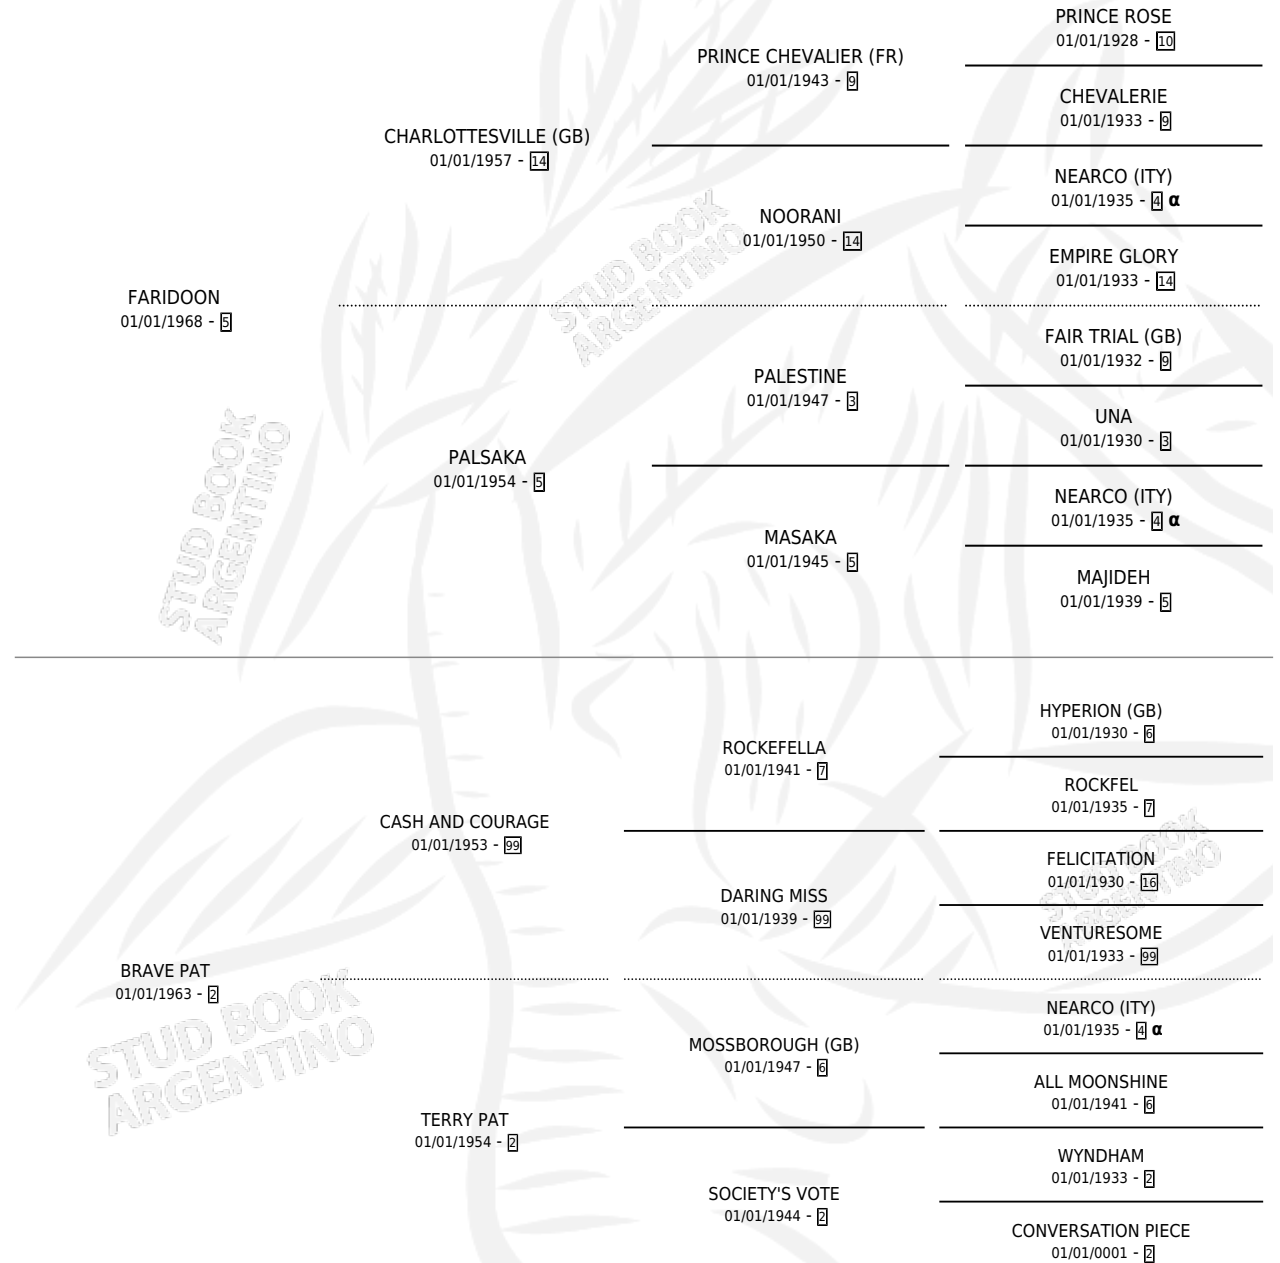 FARIDOON
01/01/1968 - 5
CHARLOTTESVILLE (GB)
01/01/1957 - 14
PRINCE CHEVALIER (FR)
01/01/1943 - 9
PRINCE ROSE
01/01/1928 - 10
CHEVALERIE
01/01/1933 - 9
NOORANI
01/01/1950 - 14
NEARCO (ITY)
01/01/1935 - 4 α
EMPIRE GLORY
01/01/1933 - 14
PALSAKA
01/01/1954 - 5
PALESTINE
01/01/1947 - 3
FAIR TRIAL (GB)
01/01/1932 - 9
UNA
01/01/1930 - 3
MASAKA
01/01/1945 - 5
NEARCO (ITY)
01/01/1935 - 4 α
MAJIDEH
01/01/1939 - 5
BRAVE PAT
01/01/1963 - 2
CASH AND COURAGE
01/01/1953 - 99
ROCKEFELLA
01/01/1941 - 7
HYPERION (GB)
01/01/1930 - 6
ROCKFEL
01/01/1935 - 7
DARING MISS
01/01/1939 - 99
FELICITATION
01/01/1930 - 16
VENTURESOME
01/01/1933 - 99
TERRY PAT
01/01/1954 - 2
MOSSBOROUGH (GB)
01/01/1947 - 6
NEARCO (ITY)
01/01/1935 - 4 α
ALL MOONSHINE
01/01/1941 - 6
SOCIETY'S VOTE
01/01/1944 - 2
WYNDHAM
01/01/1933 - 2
CONVERSATION PIECE
01/01/0001 - 2
STUD BOOK
ARGENTINO
STUD BOOK
ARGENTINO
STUD BOOK
ARGENTINO
STUD BOOK
ARGENTINO